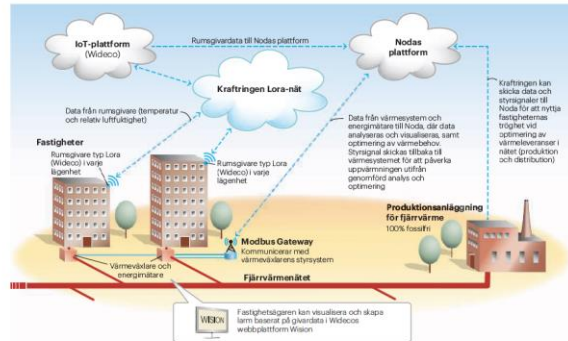 IoT-plattform
(Wideco)
Rumsgivardata till Nodas plattform
Nodas
plattform
Kraftringen Lora-nät
Data från rumsgivare (temperatur
och relativ luftfuktighet)
Fastigheter
Rumsgivare typ Lora
(Wideco) i varje
lägenhet
Rumsgivare typ Lora
(Wideco) i varje
lägenhet
Data från värmesystem och
energimätare till Noda, där data
analyseras och visualiseras, samt
optimering av värmebehov.
Styrsignal skickas tillbaka till
värmesystemet för att påverka
uppvärmningen utifrån
genomförd analys och
optimering
Kraftringen kan
skicka data och
styrsignaler till
Noda för att nyttja
fastigheternas
tröghet vid
optimering av
värmeleveranser i
nätet (produktion
och distribution)
Produktionsanläggning
för fjärrvärme
100% fossilfri
Modbus Gateway
Kommunicerar med
värmeväxlarens styrsystem
Värmeväxlare och
energimätare
Fjärrvärmenätet
WISION
Fastighetsägaren kan visualisera och skapa
larm baserat på givardata i Widecos
webbplattform Wision